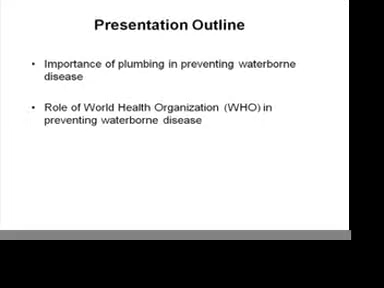 Presentation Outline
• Importance of plumbing in preventing waterborne
disease
• Role of World Health Organization (WHO) in
preventing waterborne disease